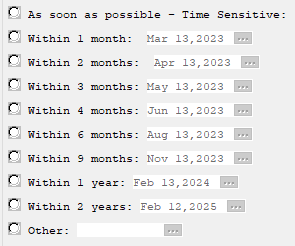 As soon as possible - Time Sensitive:
Within 1 month: Mar 13,2023 ...
Within 2 months: Apr 13,2023 ...
Within 3 months: May 13,2023 ...
Within 4 months: Jun 13,2023 ...
Within 6 months: Aug 13,2023 ...
Within 9 months: Nov 13,2023 ...
Within 1 year: Feb 13,2024 ...
Within 2 years: Feb 12,2025 ...
Other: ...